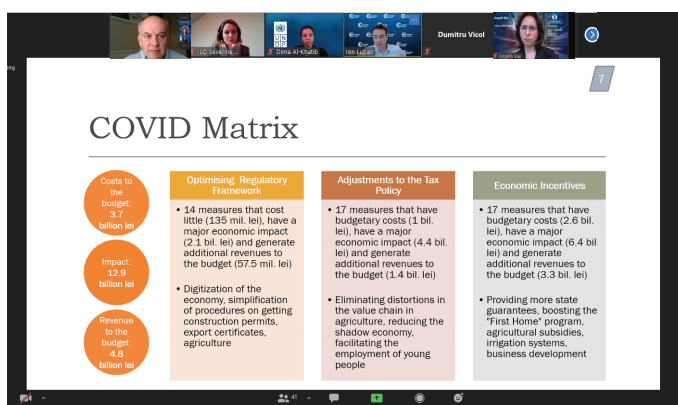 ILO Severine
UN
DP
Dima Al-Khatib
Ion Lupan
Dumitru Vicol
7
COVID Matrix
Costs to
the
budget:
3.7
billion lei
Impact:
12.9
billion lei
Revenue
to the
budget:
4.8
billion lei
Optimising Regulatory
Framework
• 14 measures that cost
little (135 mil. lei), have a
major economic impact
(2.1 bil. lei) and generate
additional revenues to
the budget (57.5 mil. lei)
• Digitization of the
economy, simplification
of procedures on getting
construction permits,
export certificates,
agriculture
Adjustments to the Tax
Policy
• 17 measures that have
budgetary costs (1 bil.
lei), have a major
economic impact (4.4 bil.
lei) and generate
additional revenues to
the budget (1.4 bil. lei)
• Eliminating distortions in
the value chain in
agriculture, reducing the
shadow economy,
facilitating the
employment of young
people
Economic Incentives
• 17 measures that have
budgetary costs (2.6 bil.
lei), have a major
economic impact (6.4 bil.
lei) and generate
additional revenues to
the budget (3.3 bil. lei)
• Providing more state
guarantees, boosting the
"First Home" program,
agricultural subsidies,
irrigation systems,
business development
41